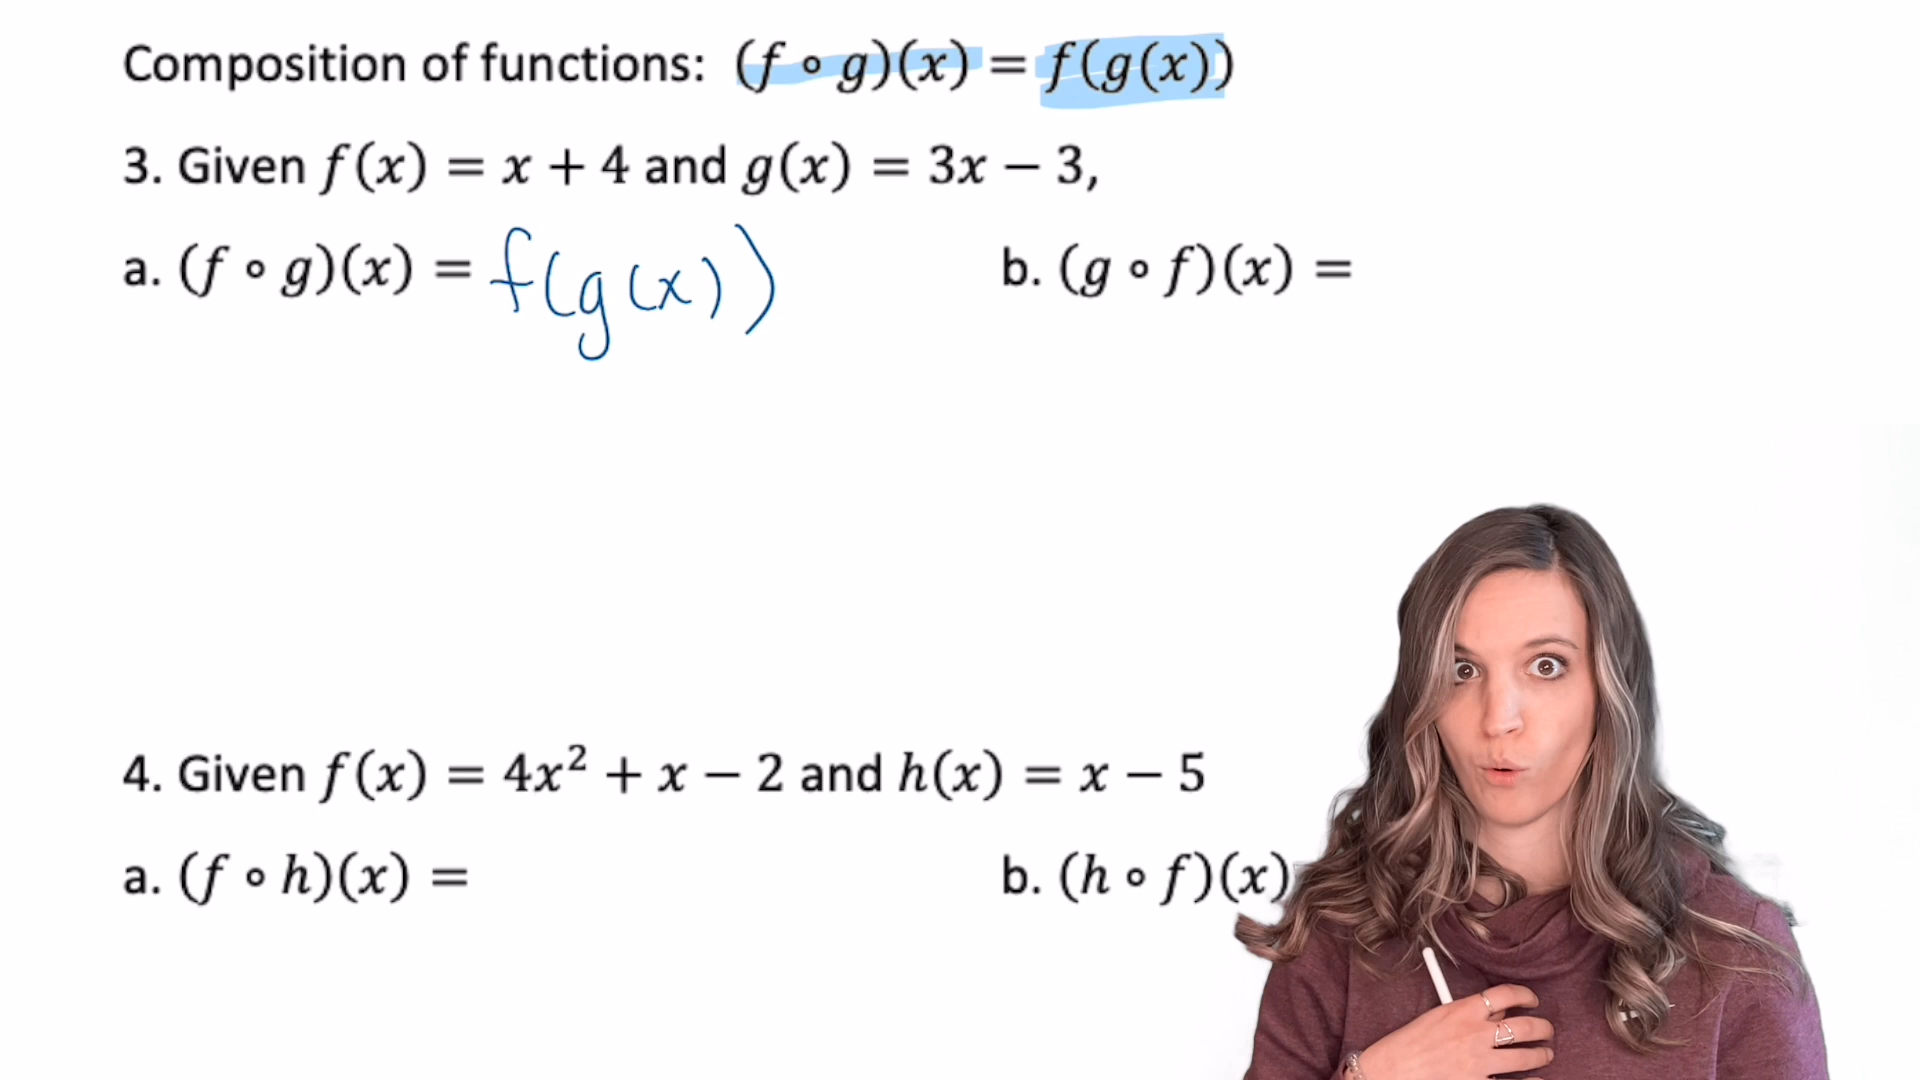 Composition of functions: (f ∘ g)(x) = f(g(x))
3. Given f(x) = x + 4 and g(x) = 3x − 3,
a. (f ∘ g)(x) = f(g(x)) b. (g ∘ f)(x) =
4. Given f(x) = 4x² + x − 2 and h(x) = x − 5
a. (f ∘ h)(x) = b. (h ∘ f)(x)